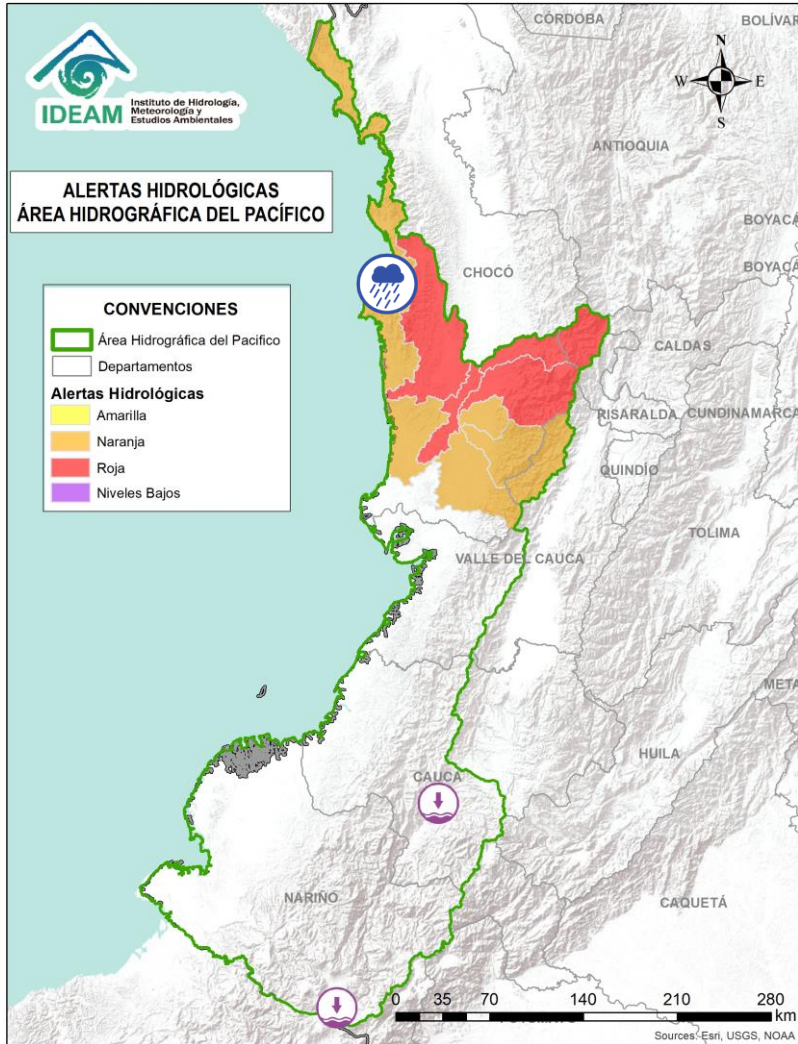 IDEAM
Instituto de Hidrología,
Meteorología y
Estudios Ambientales
ALERTAS HIDROLÓGICAS
ÁREA HIDROGRÁFICA DEL PACÍFICO
CONVENCIONES
Área Hidrográfica del Pacifico
Departamentos
Alertas Hidrológicas
Amarilla
Naranja
Roja
Niveles Bajos
N
W E
S
CÓRDOBA
BOLÍVAR
ANTIOQUIA
BOYACÁ
CHOCÓ
BOYACÁ
CALDAS
RISARALDA
CUNDINAMARCA
QUINDÍO
TOLIMA
VALLE DEL CAUCA
META
HUILA
CAUCA
NARIÑO
CAQUETÁ
0 35 70 140 210 280
km
Sources: Esri, USGS, NOAA